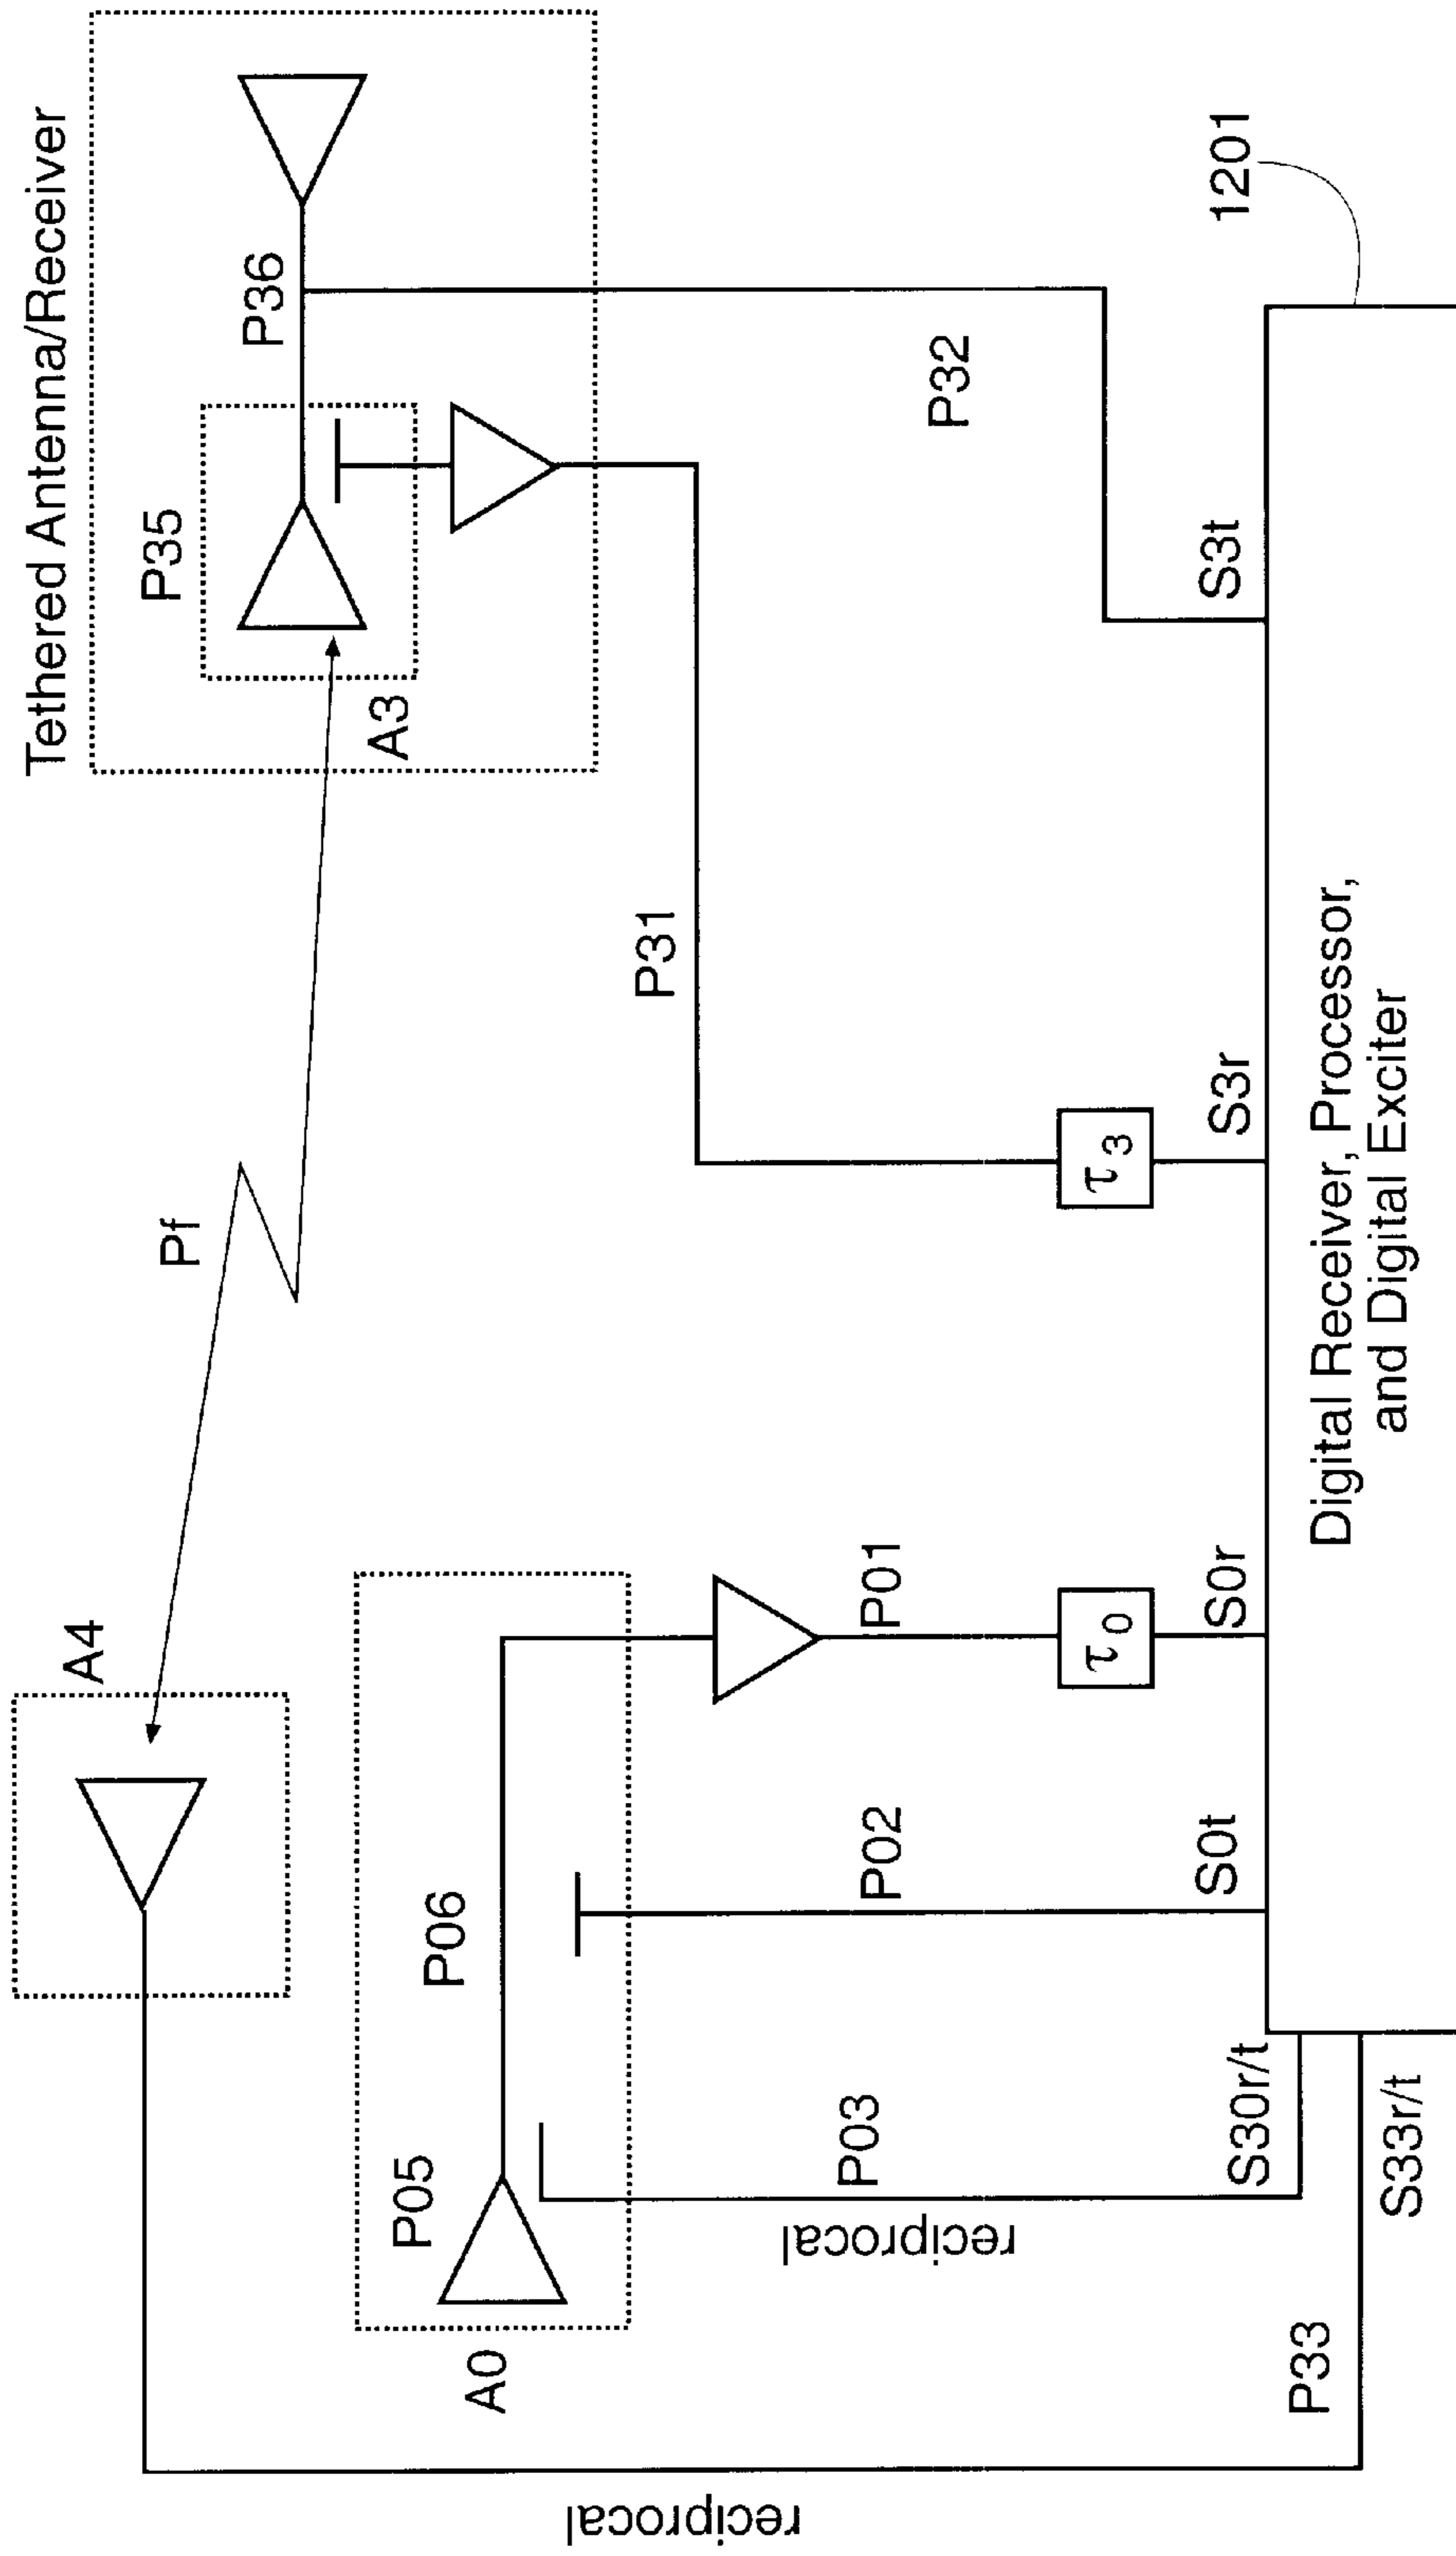 Tethered Antenna/Receiver
A4
Pf
P35
P36
A3
A0
P05
P06
P31
P32
P03
P02
P01
reciprocal
reciprocal
τ0
τ3
S30r/t
S0t
S0r
S3r
S3t
1201
P33
S33r/t
Digital Receiver, Processor,
and Digital Exciter